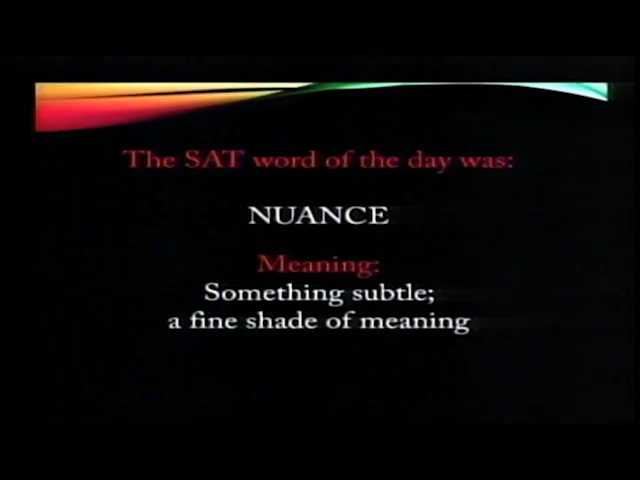 The SAT word of the day was:
NUANCE
Meaning:
Something subtle;
a fine shade of meaning